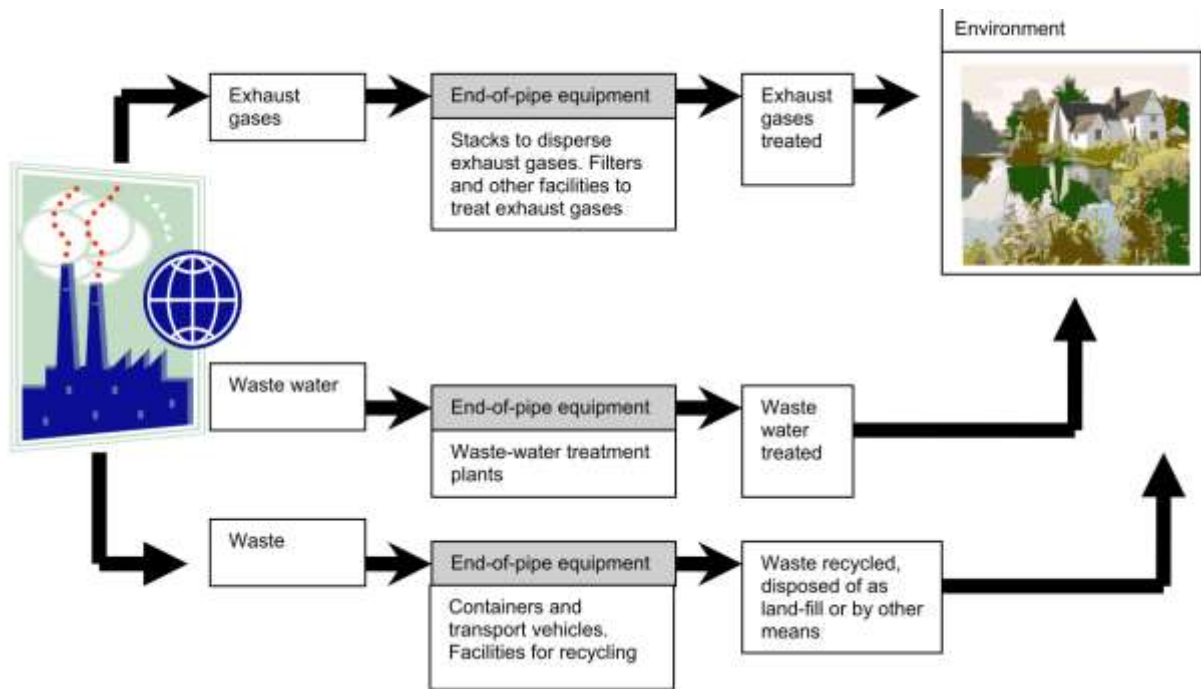 Environment
Exhaust
gases
End-of-pipe equipment
Stacks to disperse
exhaust gases. Filters
and other facilities to
treat exhaust gases
Exhaust
gases
treated
Waste water
End-of-pipe equipment
Waste-water treatment
plants
Waste
water
treated
Waste
End-of-pipe equipment
Containers and
transport vehicles.
Facilities for recycling
Waste recycled,
disposed of as
land-fill or by other
means